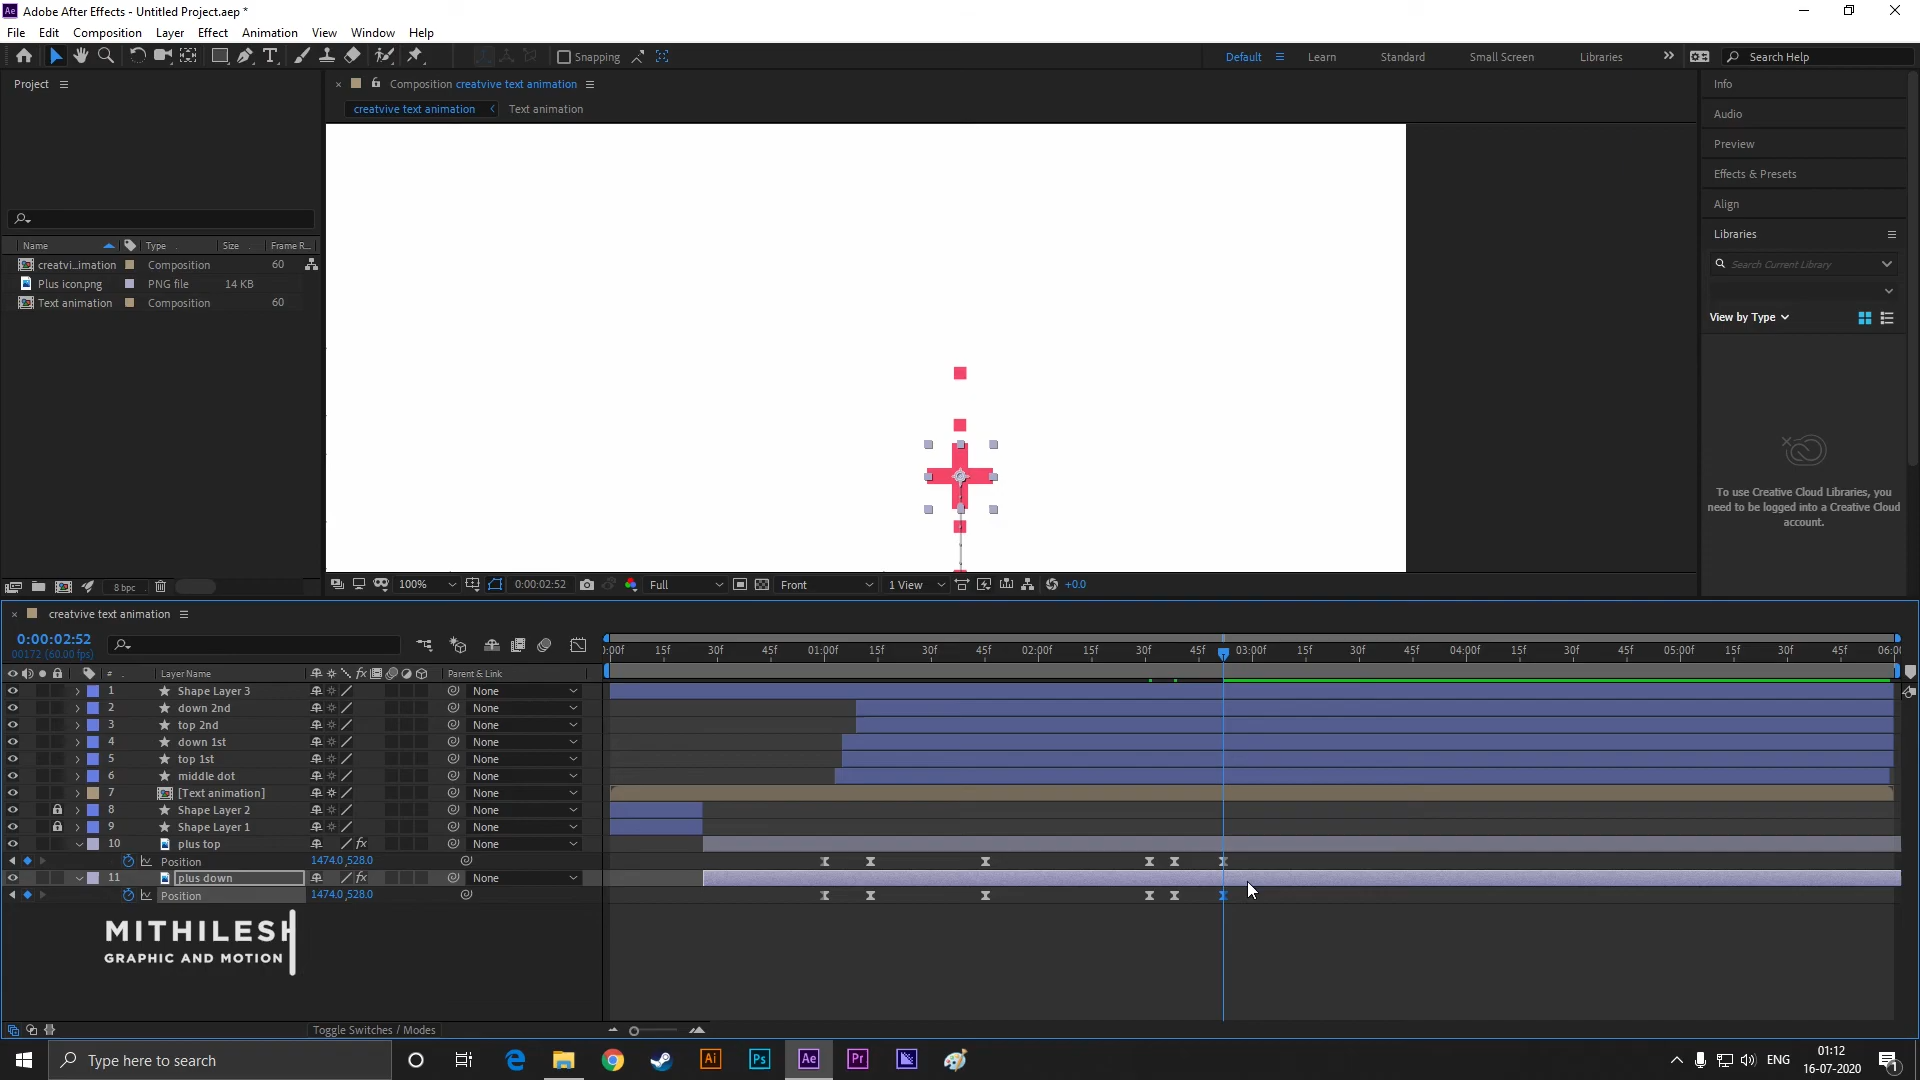 Adobe After Effects - Untitled Project.aep *
File Edit Composition Layer Effect Animation View Window Help
Snapping
Default Learn Standard Small Screen Libraries Search Help
Project
Composition creatvive text animation
creatvive text animation Text animation
Name Type Size Frame R...
creatvi...imation Composition 60
Plus icon.png PNG file 14 KB
Text animation Composition 60
8 bpc
100% 0:00:02:52 Full Front 1 View +0.0
Info
Audio
Preview
Effects & Presets
Align
Libraries
Search Current Library
View by Type
To use Creative Cloud Libraries, you
need to be logged into a Creative Cloud
account.
creatvive text animation
0:00:02:52
00172 (60.00 fps)
:00f 15f 30f 45f 01:00f 15f 30f 45f 02:00f 15f 30f 45f 03:00f 15f 30f 45f 04:00f 15f 30f 45f 05:00f 15f 30f 45f 06:00
# Layer Name fx Parent & Link
1 Shape Layer 3 None
2 down 2nd None
3 top 2nd None
4 down 1st None
5 top 1st None
6 middle dot None
7 [Text animation] None
8 Shape Layer 2 None
9 Shape Layer 1 None
10 plus top fx None
Position 1474.0,528.0
11 plus down fx None
Position 1474.0,528.0
MITHILESH
GRAPHIC AND MOTION
Toggle Switches / Modes
Type here to search
Ai Ps Ae Pr
ENG
01:12
16-07-2020
1